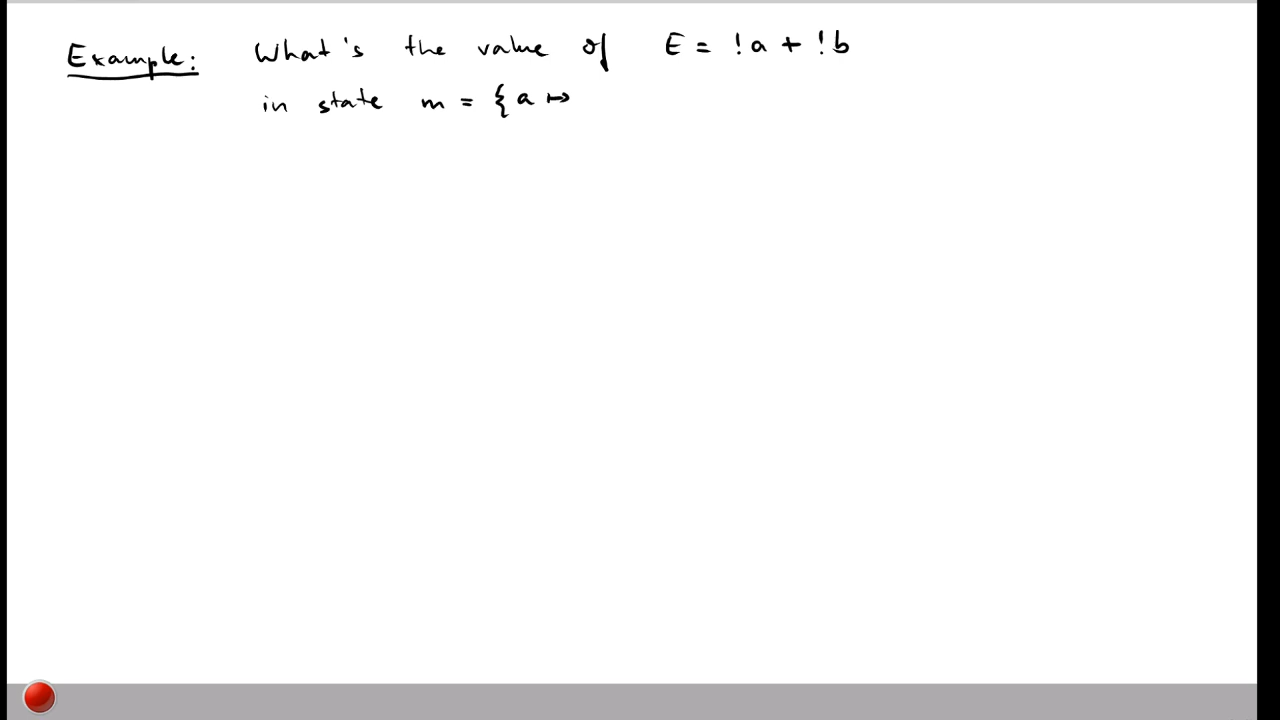 Example: What's the value of E = !a + !b
in state m = {a ↦